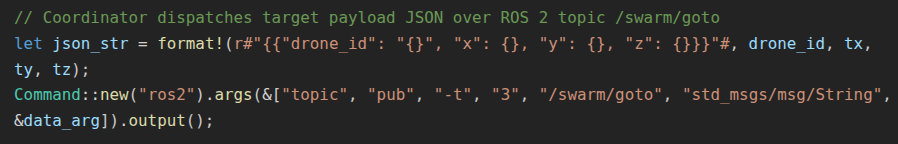 // Coordinator dispatches target payload JSON over ROS 2 topic /swarm/goto
let json_str = format!(r#"{{"drone_id": "{}", "x": {}, "y": {}, "z": {}}}"#, drone_id, tx,
ty, tz);
Command::new("ros2").args(&["topic", "pub", "-t", "3", "/swarm/goto", "std_msgs/msg/String",
&data_arg]).output();